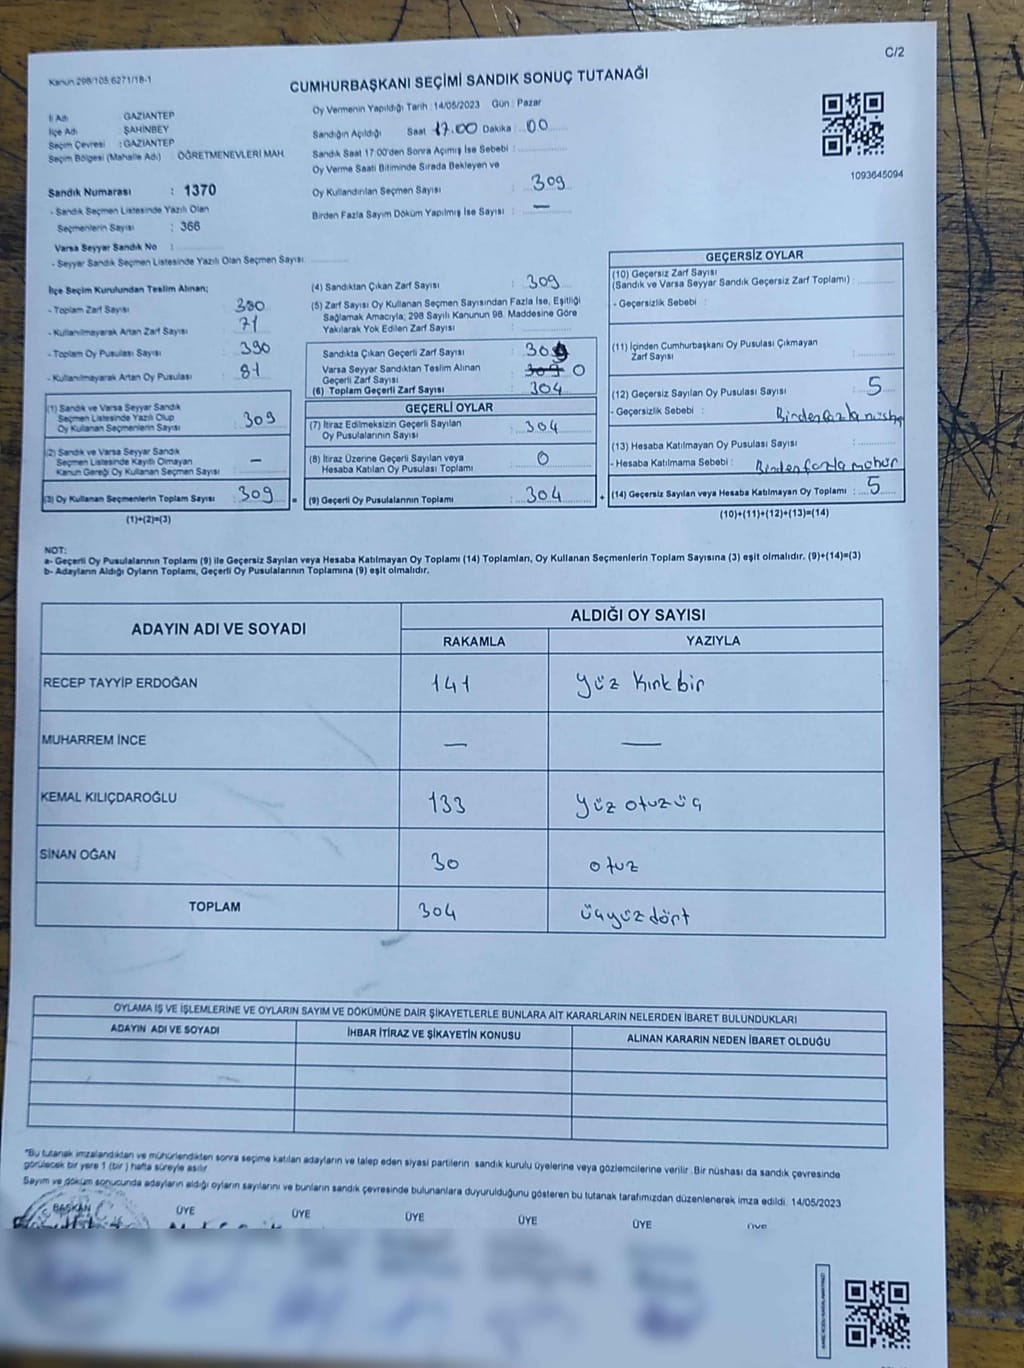 C/2
Kanun:298/105;6271/18-1
CUMHURBAŞKANI SEÇİMİ SANDIK SONUÇ TUTANAĞI
İl Adı GAZİANTEP
İlçe Adı ŞAHİNBEY
Seçim Çevresi : GAZİANTEP
Seçim Bölgesi (Mahalle Adı) : ÖĞRETMENEVLERİ MAH.
Sandık Numarası : 1370
- Sandık Seçmen Listesinde Yazılı Olan
Seçmenlerin Sayısı : 366
Varsa Seyyar Sandık No :
- Seyyar Sandık Seçmen Listesinde Yazılı Olan Seçmen Sayısı:
Oy Vermenin Yapıldığı Tarih : 14/05/2023 Gün : Pazar
Sandığın Açıldığı Saat 17.00 Dakika : 00
Sandık Saat 17:00'den Sonra Açımış İse Sebebi :
Oy Verme Saati Bitiminde Sırada Bekleyen ve
Oy Kullandırılan Seçmen Sayısı : 309
Birden Fazla Sayım Döküm Yapılmış İse Sayısı : —
1093645094
İlçe Seçim Kurulundan Teslim Alınan;
- Toplam Zarf Sayısı : 380
- Kullanılmayarak Artan Zarf Sayısı : 71
- Toplam Oy Pusulası Sayısı : 390
- Kullanılmayarak Artan Oy Pusulası : 81
(1) Sandık ve Varsa Seyyar Sandık
Seçmen Listesinde Yazılı Olup
Oy Kullanan Seçmenlerin Sayısı : 309
(2) Sandık ve Varsa Seyyar Sandık
Seçmen Listesinde Kayıtlı Olmayan
Kanun Gereği Oy Kullanan Seçmen Sayısı : —
(3) Oy Kullanan Seçmenlerin Toplam Sayısı : 309 =
(1)+(2)=(3)
(4) Sandıktan Çıkan Zarf Sayısı : 309
(5) Zarf Sayısı Oy Kullanan Seçmen Sayısından Fazla İse, Eşitliği
Sağlamak Amacıyla; 298 Sayılı Kanunun 98. Maddesine Göre
Yakılarak Yok Edilen Zarf Sayısı :
Sandıkta Çıkan Geçerli Zarf Sayısı : 309
Varsa Seyyar Sandıktan Teslim Alınan
Geçerli Zarf Sayısı : 309 0
(6) Toplam Geçerli Zarf Sayısı : 304
GEÇERLİ OYLAR
(7) İtiraz Edilmeksizin Geçerli Sayılan
Oy Pusulalarının Sayısı : 304
(8) İtiraz Üzerine Geçerli Sayılan veya
Hesaba Katılan Oy Pusulası Toplamı : 0
(9) Geçerli Oy Pusulalarının Toplamı : 304 +
GEÇERSİZ OYLAR
(10) Geçersiz Zarf Sayısı
(Sandık ve Varsa Seyyar Sandık Geçersiz Zarf Toplamı) :
- Geçersizlik Sebebi :
(11) İçinden Cumhurbaşkanı Oy Pusulası Çıkmayan
Zarf Sayısı :
(12) Geçersiz Sayılan Oy Pusulası Sayısı : 5
- Geçersizlik Sebebi : Birden fazla
(13) Hesaba Katılmayan Oy Pusulası Sayısı :
- Hesaba Katılmama Sebebi : Birden fazla mühür
(14) Geçersiz Sayılan veya Hesaba Katılmayan Oy Toplamı : 5
(10)+(11)+(12)+(13)=(14)
NOT:
a- Geçerli Oy Pusulalarının Toplamı (9) ile Geçersiz Sayılan veya Hesaba Katılmayan Oy Toplamı (14) Toplamları, Oy Kullanan Seçmenlerin Toplam Sayısına (3) eşit olmalıdır. (9)+(14)=(3)
b- Adayların Aldığı Oyların Toplamı, Geçerli Oy Pusulalarının Toplamına (9) eşit olmalıdır.
ADAYIN ADI VE SOYADI ALDIĞI OY SAYISI
RAKAMLA YAZIYLA
RECEP TAYYİP ERDOĞAN 141 Yüz kırk bir
MUHARREM İNCE — —
KEMAL KILIÇDAROĞLU 133 Yüz otuz üç
SİNAN OĞAN 30 otuz
TOPLAM 304 üçyüz dört
OYLAMA İŞ VE İŞLEMLERİNE VE OYLARIN SAYIM VE DÖKÜMÜNE DAİR ŞİKAYETLERLE BUNLARA AİT KARARLARIN NELERDEN İBARET BULUNDUKLARI
ADAYIN ADI VE SOYADI İHBAR İTİRAZ VE ŞİKAYETİN KONUSU ALINAN KARARIN NEDEN İBARET OLDUĞU
*Bu tutanak imzalandıktan ve mühürlendikten sonra seçime katılan adayların ve talep eden siyasi partilerin sandık kurulu üyelerine veya gözlemcilerine verilir. Bir nüshası da sandık çevresinde
görülecek bir yere 1 (bir) hafta süreyle asılır.
Sayım ve döküm sonucunda adayların aldığı oyların sayılarını ve bunların sandık çevresinde bulunanlara duyurulduğunu gösteren bu tutanak tarafımızdan düzenlenerek imza edildi. 14/05/2023
BAŞKAN ÜYE ÜYE ÜYE ÜYE ÜYE ÜYE